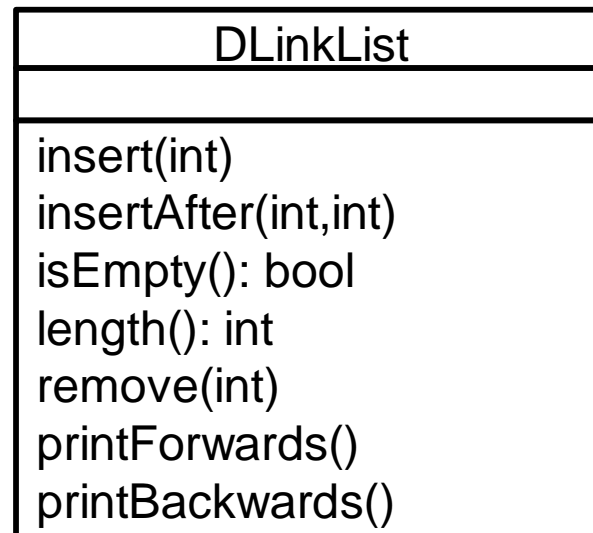 DLinkList
insert(int)
insertAfter(int,int)
isEmpty(): bool
length(): int
remove(int)
printForwards()
printBackwards()